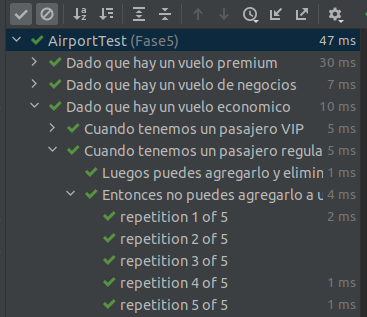 AirportTest (Fase5) 47 ms
Dado que hay un vuelo premium 30 ms
Dado que hay un vuelo de negocios 7 ms
Dado que hay un vuelo economico 10 ms
Cuando tenemos un pasajero VIP 5 ms
Cuando tenemos un pasajero regula 5 ms
Luegos puedes agregarlo y elimin 1 ms
Entonces no puedes agregarlo a u 4 ms
repetition 1 of 5 2 ms
repetition 2 of 5
repetition 3 of 5
repetition 4 of 5 1 ms
repetition 5 of 5 1 ms